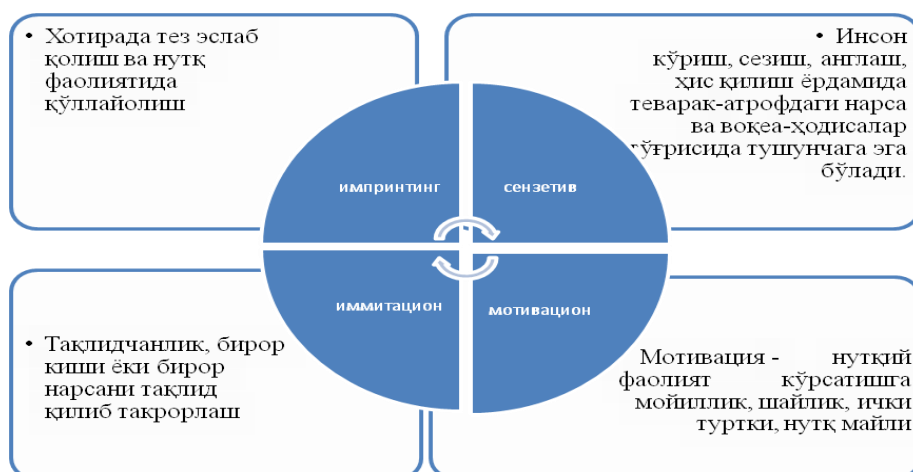 • Хотирада тез эслаб
қолиш ва нутқ
фаолиятида
қўллайолиш
• Инсон
кўриш, сезиш, англаш,
ҳис қилиш ёрдамида
теварак-атрофдаги нарса
ва воқеа-ҳодисалар
тўғрисида тушунчага эга
бўлади.
импринтинг
сензетив
иммитацион
мотивацион
• Тақлидчанлик, бирор
киши ёки бирор
нарсани тақлид
қилиб такрорлаш
Мотивация - нутқий
фаолият кўрсатишга
мойиллик, шайлик, ички
туртки, нутқ майли